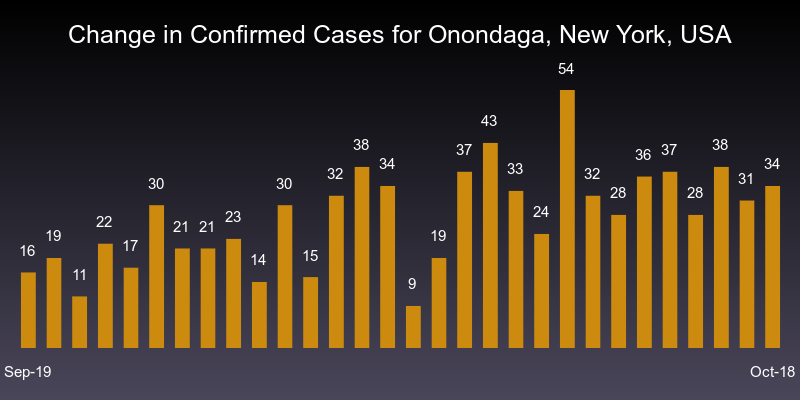 Change in Confirmed Cases for Onondaga, New York, USA
16 19 11 22 17 30 21 21 23 14 30 15 32 38 34 9 19 37 43 33 24 54 32 28 36 37 28 38 31 34
Sep-19 Oct-18